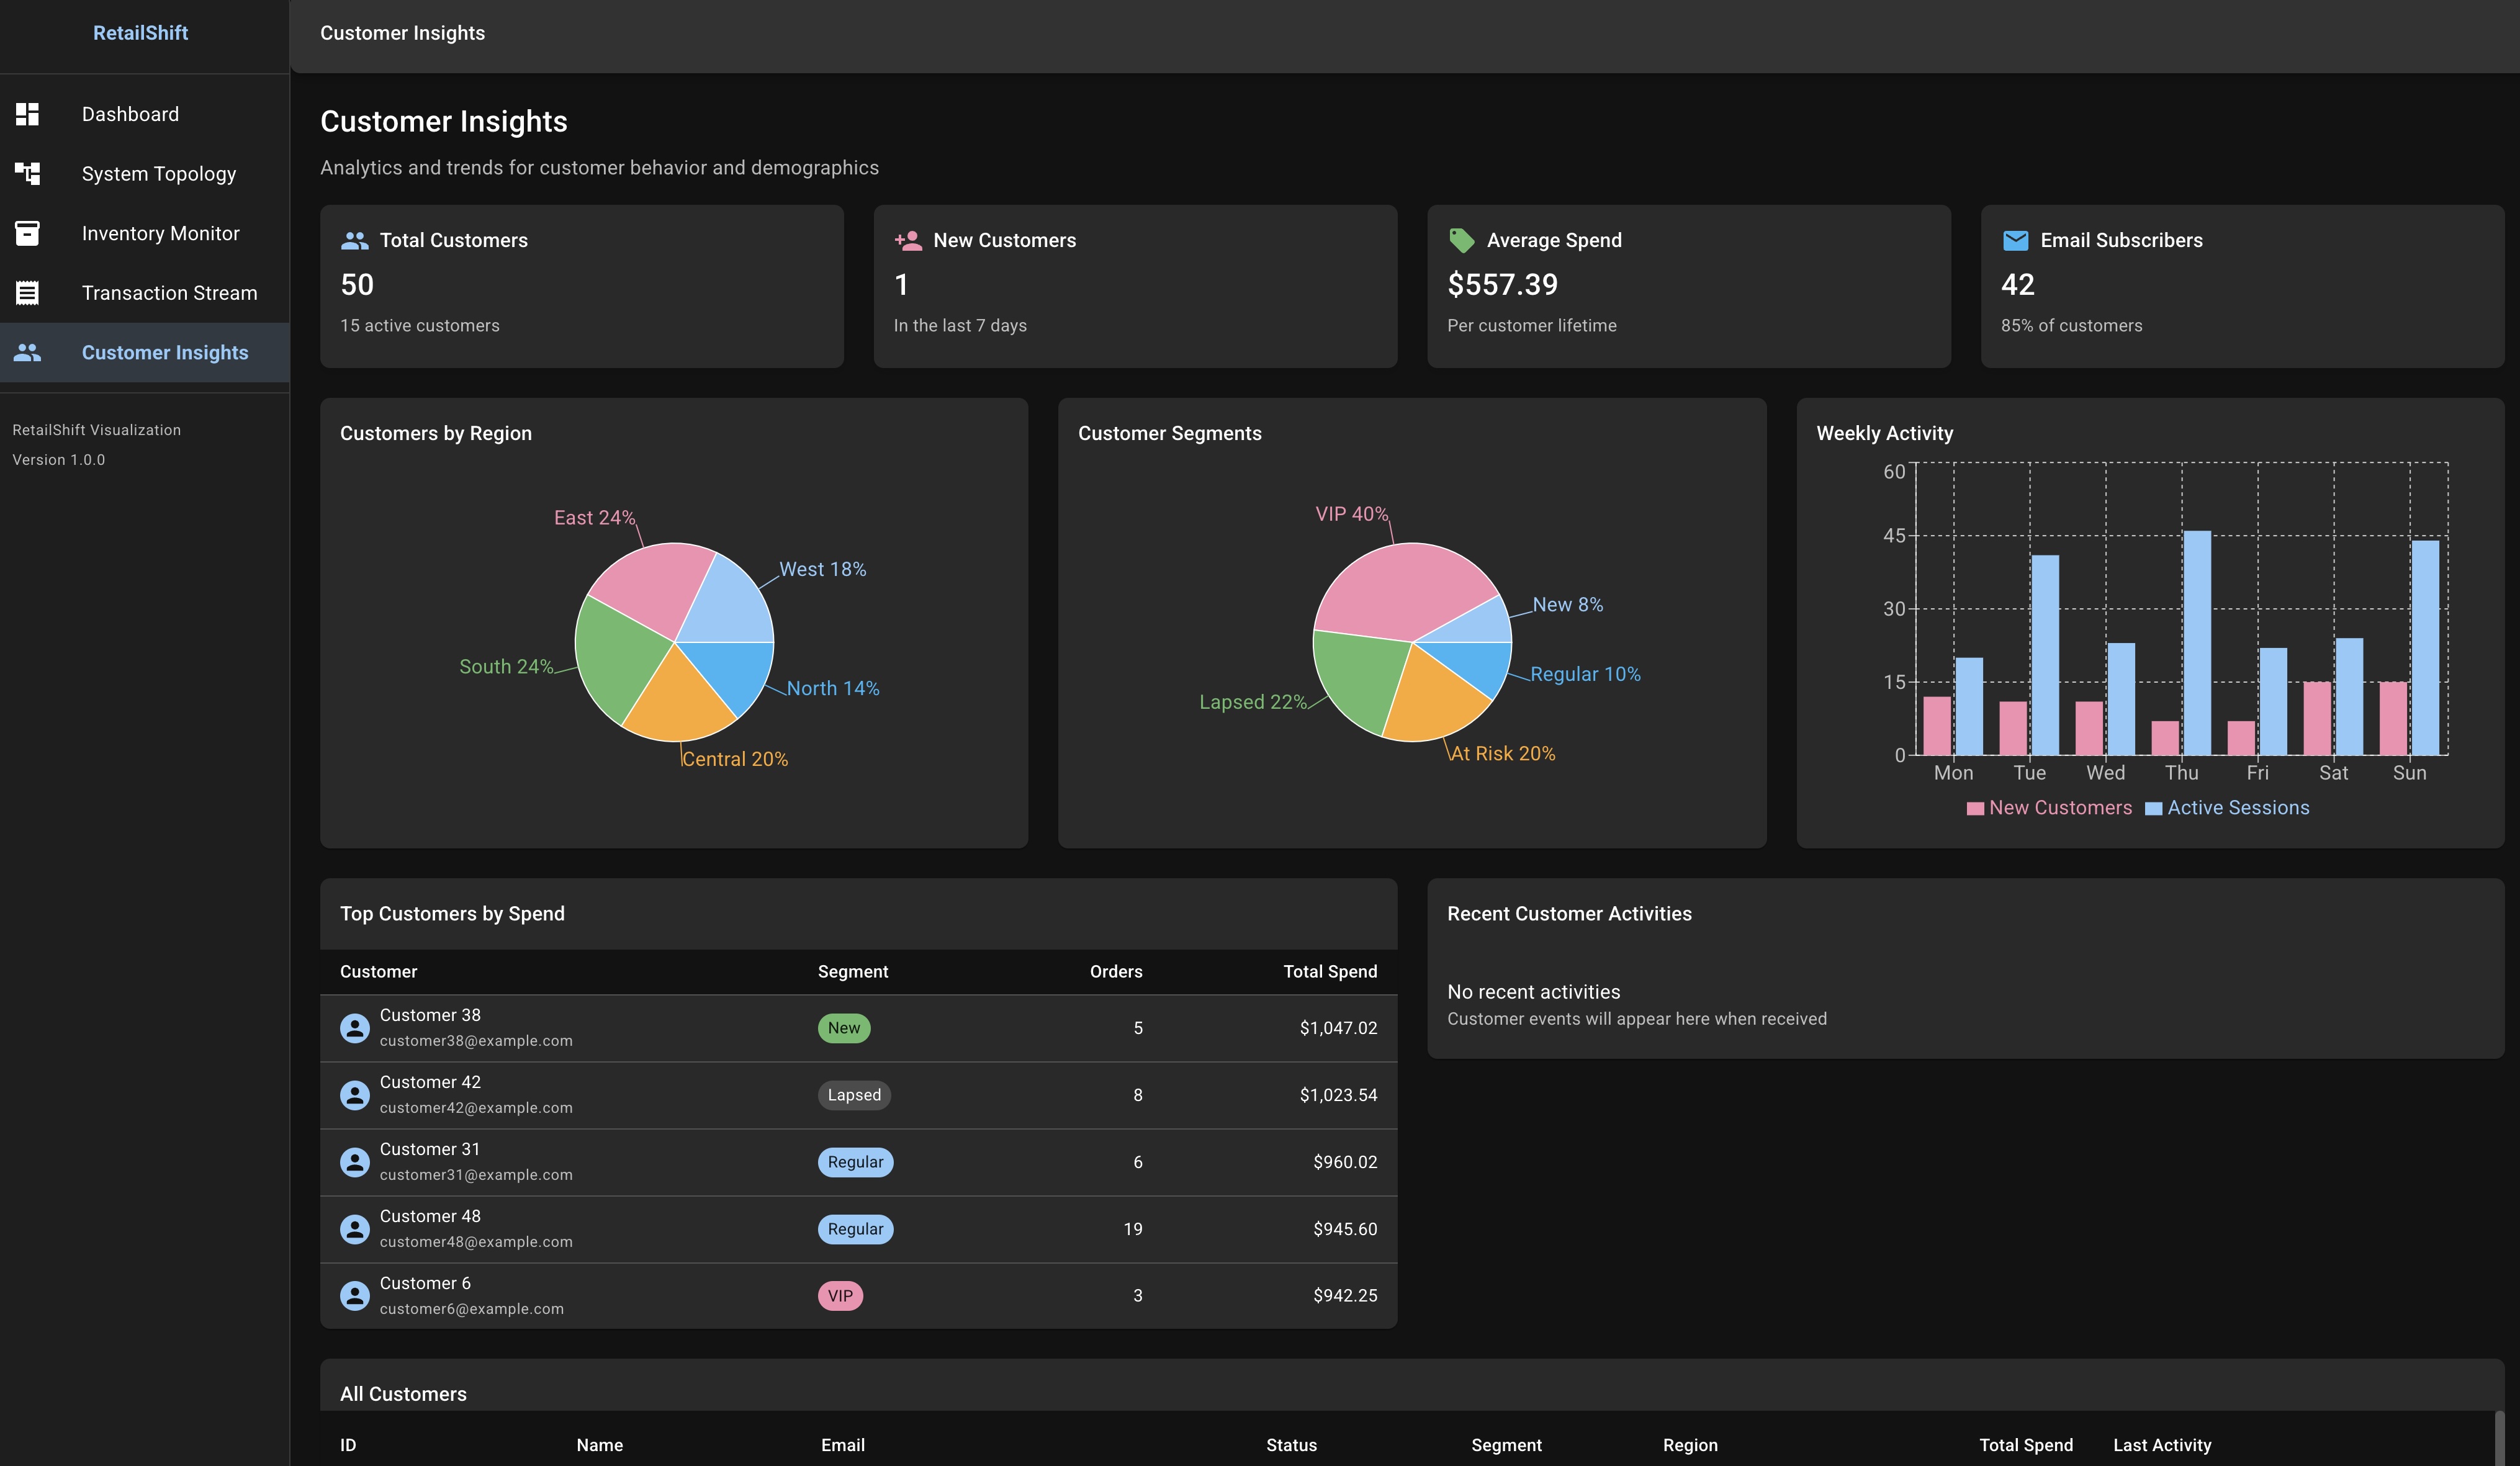 RetailShift
Customer Insights
Dashboard
System Topology
Inventory Monitor
Transaction Stream
Customer Insights
RetailShift Visualization
Version 1.0.0
Customer Insights
Analytics and trends for customer behavior and demographics
Total Customers
50
15 active customers
New Customers
1
In the last 7 days
Average Spend
$557.39
Per customer lifetime
Email Subscribers
42
85% of customers
Customers by Region
East 24%
West 18%
South 24%
North 14%
Central 20%
Customer Segments
VIP 40%
New 8%
Regular 10%
Lapsed 22%
At Risk 20%
Weekly Activity
60
45
30
15
0
Mon Tue Wed Thu Fri Sat Sun
New Customers Active Sessions
Top Customers by Spend
Customer Segment Orders Total Spend
Customer 38
customer38@example.com
New 5 $1,047.02
Customer 42
customer42@example.com
Lapsed 8 $1,023.54
Customer 31
customer31@example.com
Regular 6 $960.02
Customer 48
customer48@example.com
Regular 19 $945.60
Customer 6
customer6@example.com
VIP 3 $942.25
Recent Customer Activities
No recent activities
Customer events will appear here when received
All Customers
ID Name Email Status Segment Region Total Spend Last Activity